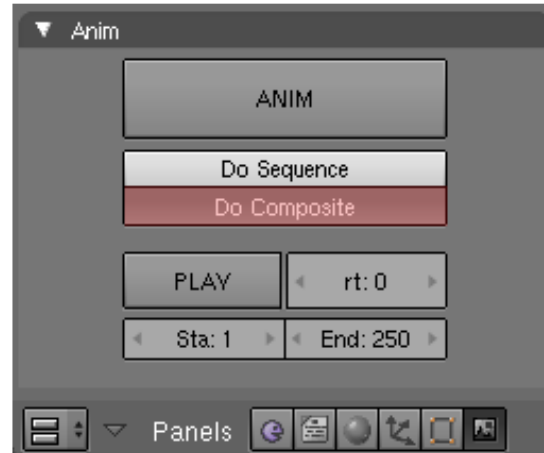 Anim
ANIM
Do Sequence
Do Composite
PLAY rt: 0
Sta: 1 End: 250
Panels